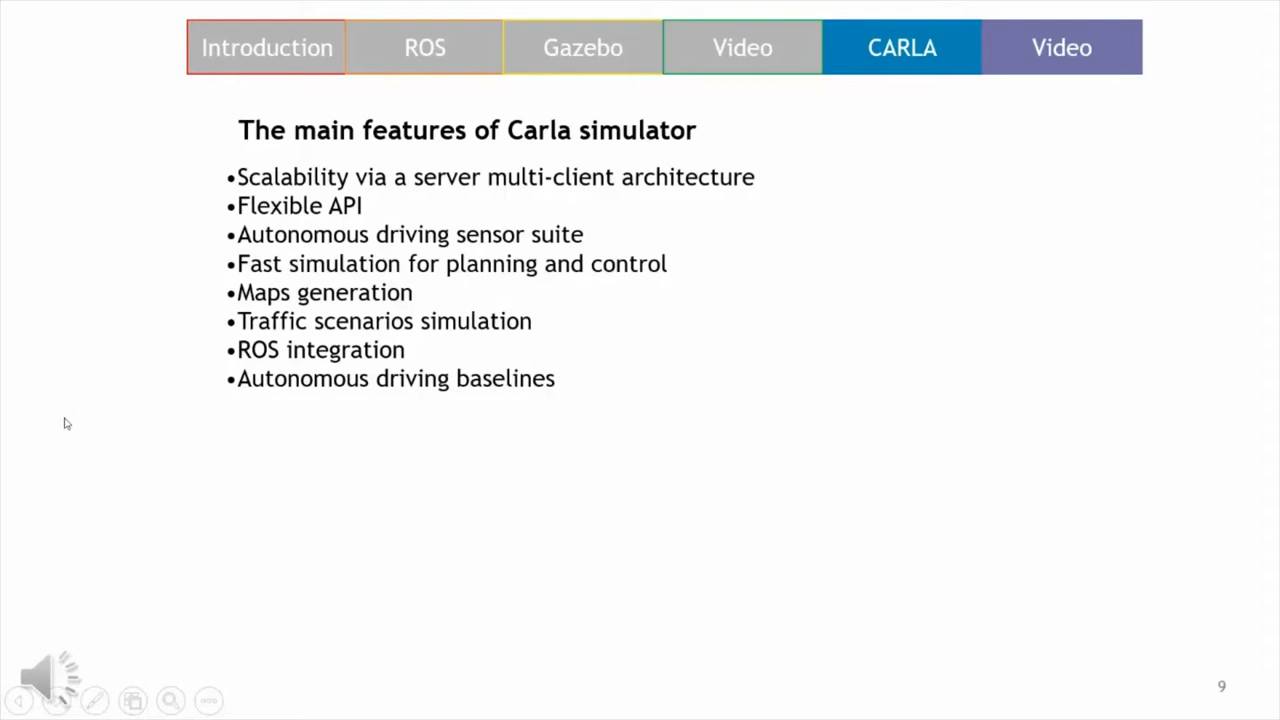 Introduction ROS Gazebo Video CARLA Video
The main features of Carla simulator
•Scalability via a server multi-client architecture
•Flexible API
•Autonomous driving sensor suite
•Fast simulation for planning and control
•Maps generation
•Traffic scenarios simulation
•ROS integration
•Autonomous driving baselines
9